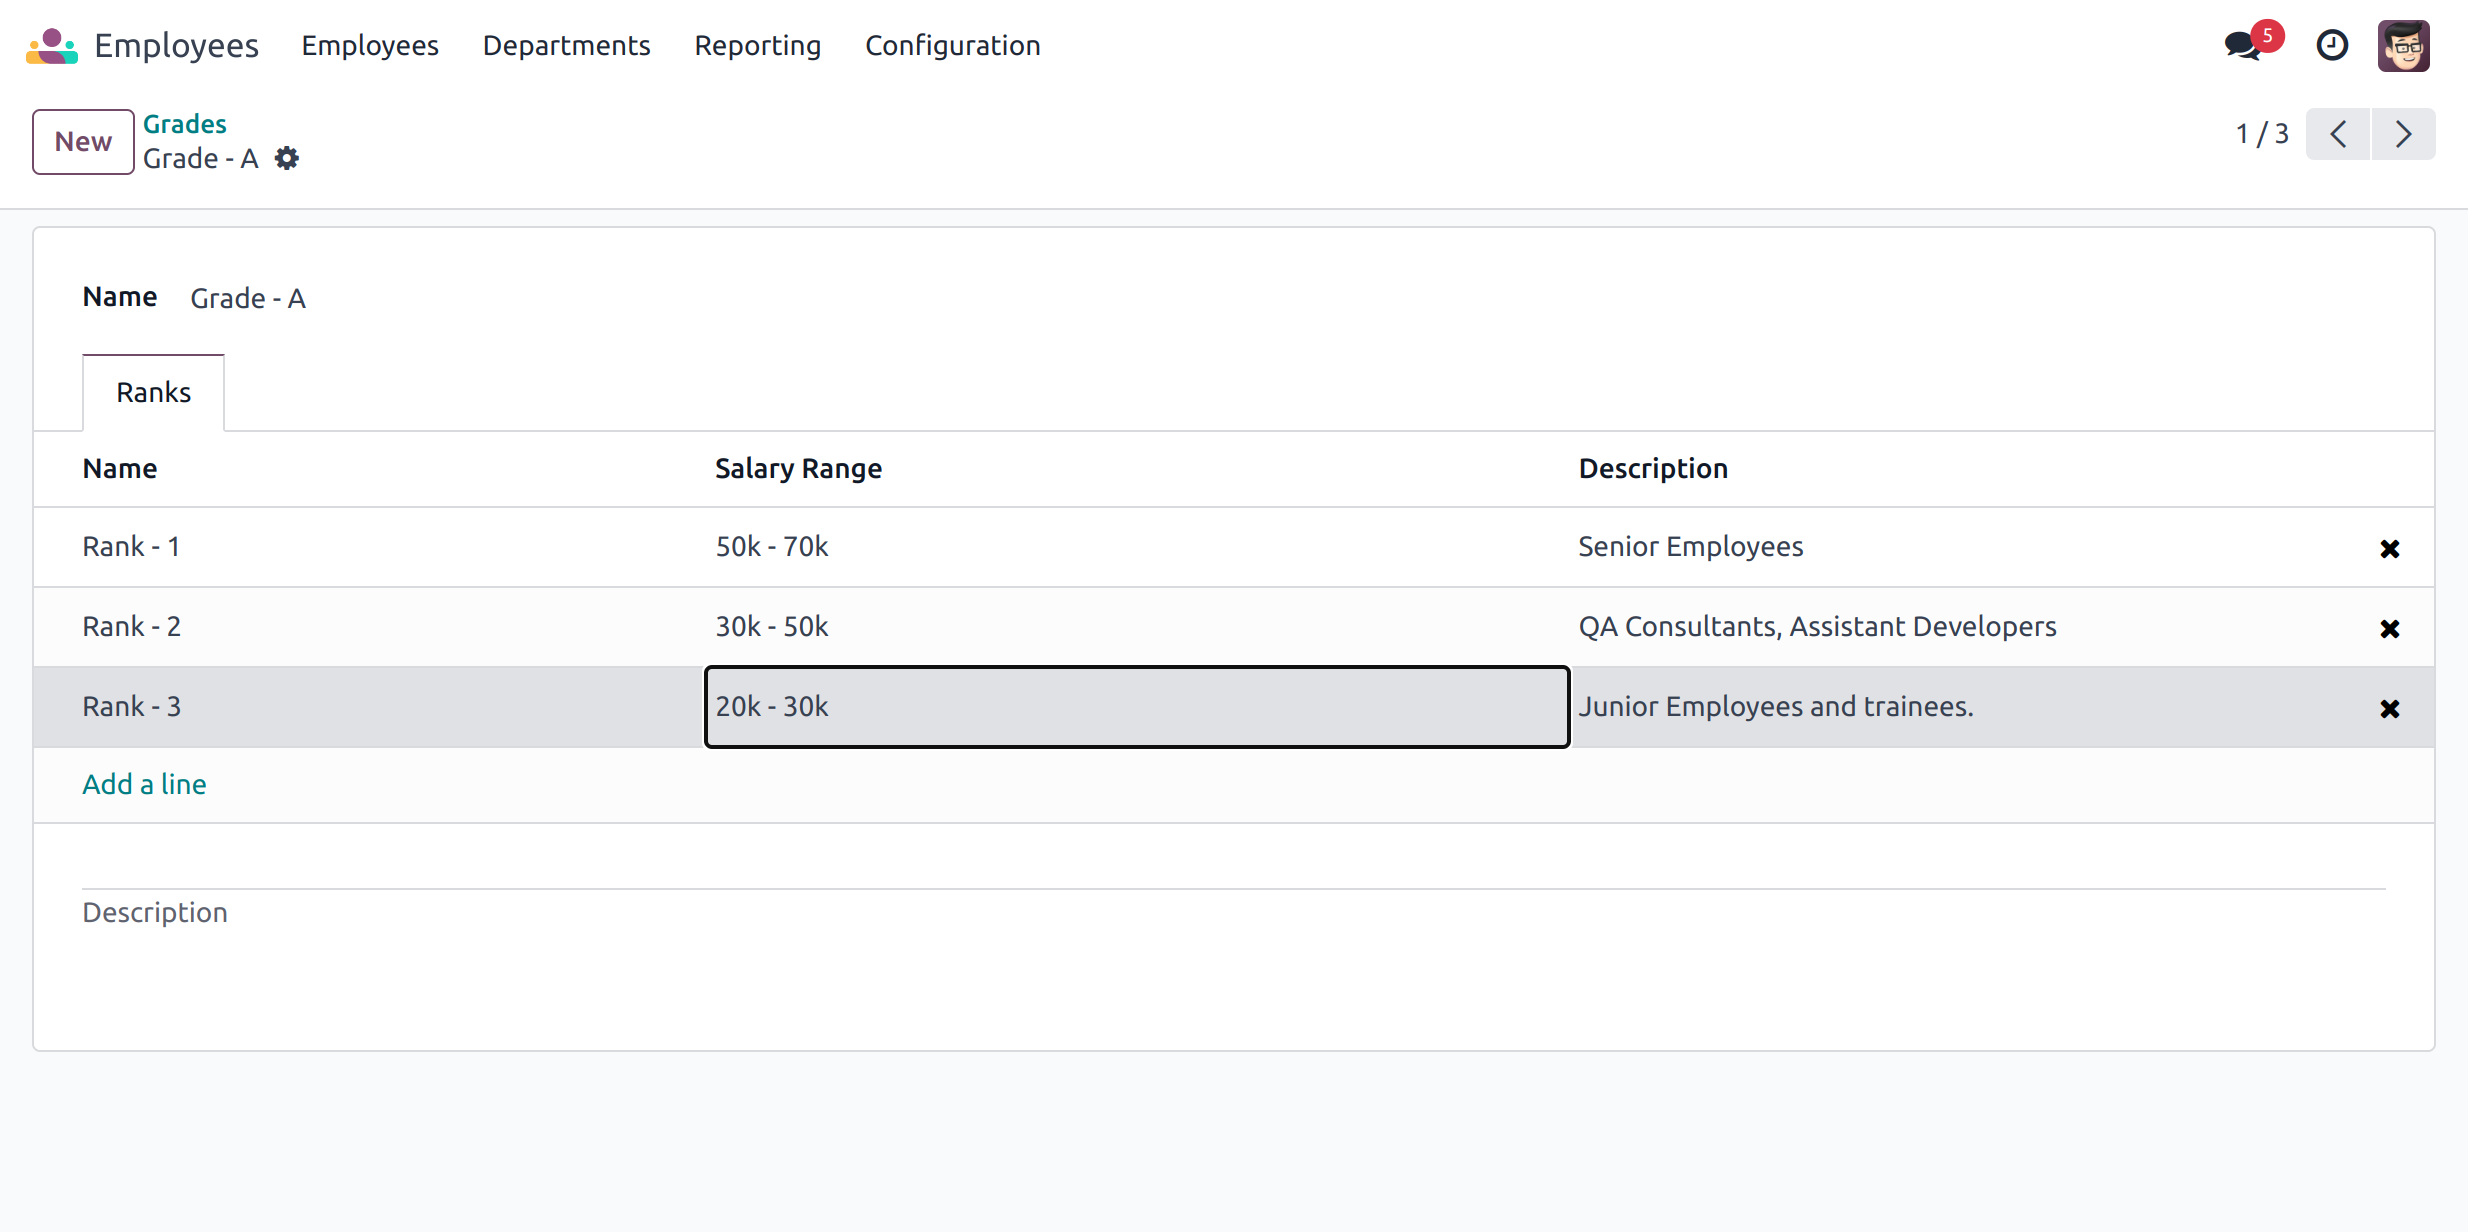 Employees Employees Departments Reporting Configuration 5
New Grades
Grade - A 1 / 3
Name Grade - A
Ranks
Name Salary Range Description
Rank - 1 50k - 70k Senior Employees
Rank - 2 30k - 50k QA Consultants, Assistant Developers
Rank - 3 20k - 30k Junior Employees and trainees.
Add a line
Description